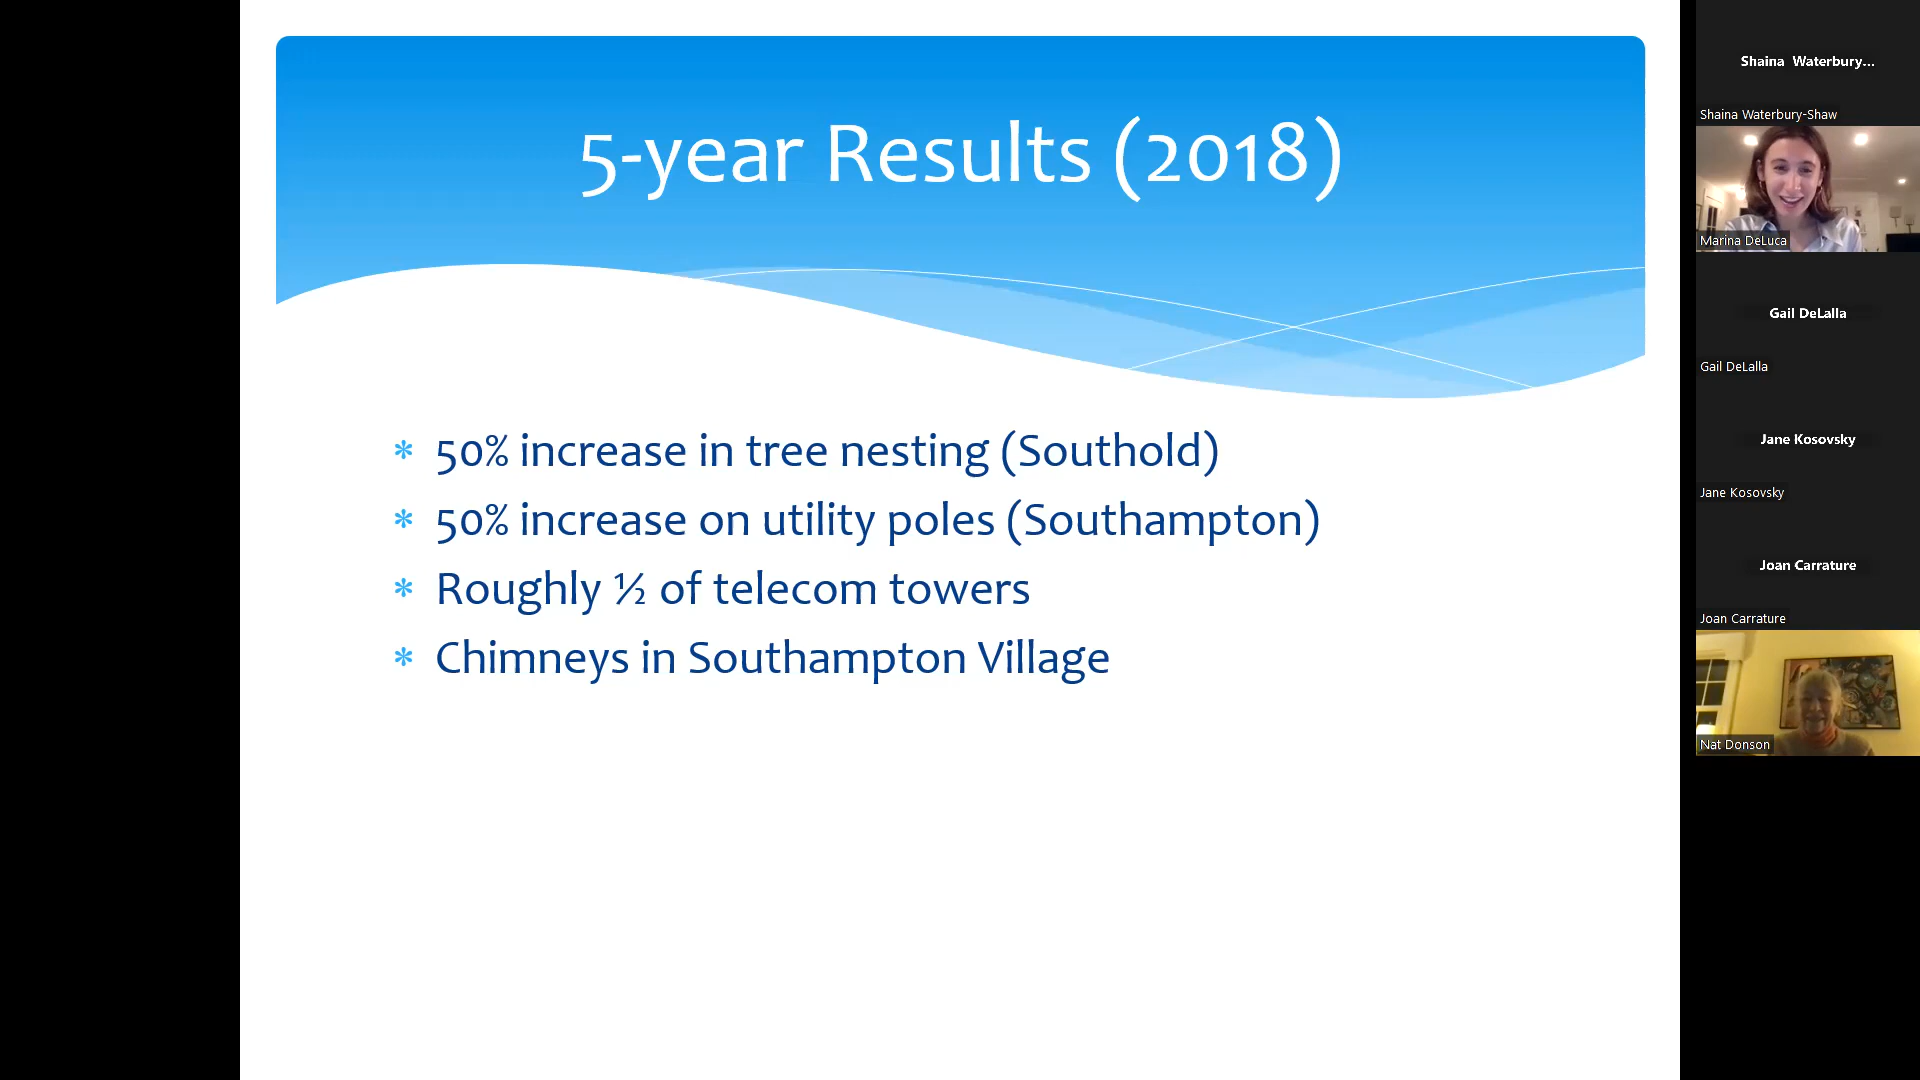 5-year Results (2018)
* 50% increase in tree nesting (Southold)
* 50% increase on utility poles (Southampton)
* Roughly ½ of telecom towers
* Chimneys in Southampton Village
Shaina Waterbury...
Shaina Waterbury-Shaw
Marina DeLuca
Gail DeLalla
Gail DeLalla
Jane Kosovsky
Jane Kosovsky
Joan Carrature
Joan Carrature
Nat Donson